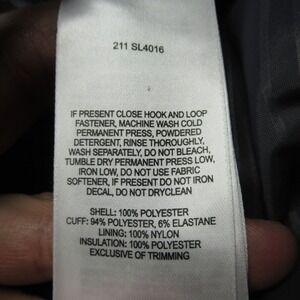 211 SL4016
IF PRESENT CLOSE HOOK AND LOOP
FASTENER, MACHINE WASH COLD
PERMANENT PRESS, POWDERED
DETERGENT, RINSE THOROUGHLY,
WASH SEPARATELY, DO NOT BLEACH,
TUMBLE DRY PERMANENT PRESS LOW,
IRON LOW, DO NOT USE FABRIC
SOFTENER, IF PRESENT DO NOT IRON
DECAL, DO NOT DRYCLEAN
SHELL: 100% POLYESTER
CUFF: 94% POLYESTER, 6% ELASTANE
LINING: 100% NYLON
INSULATION: 100% POLYESTER
EXCLUSIVE OF TRIMMING